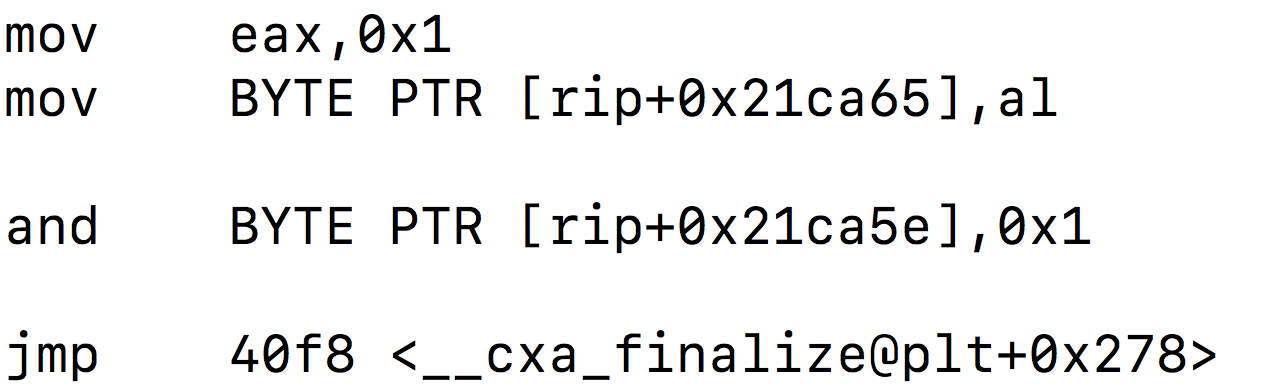 mov    eax,0x1
mov    BYTE PTR [rip+0x21ca65],al
and    BYTE PTR [rip+0x21ca5e],0x1
jmp    40f8 <__cxa_finalize@plt+0x278>